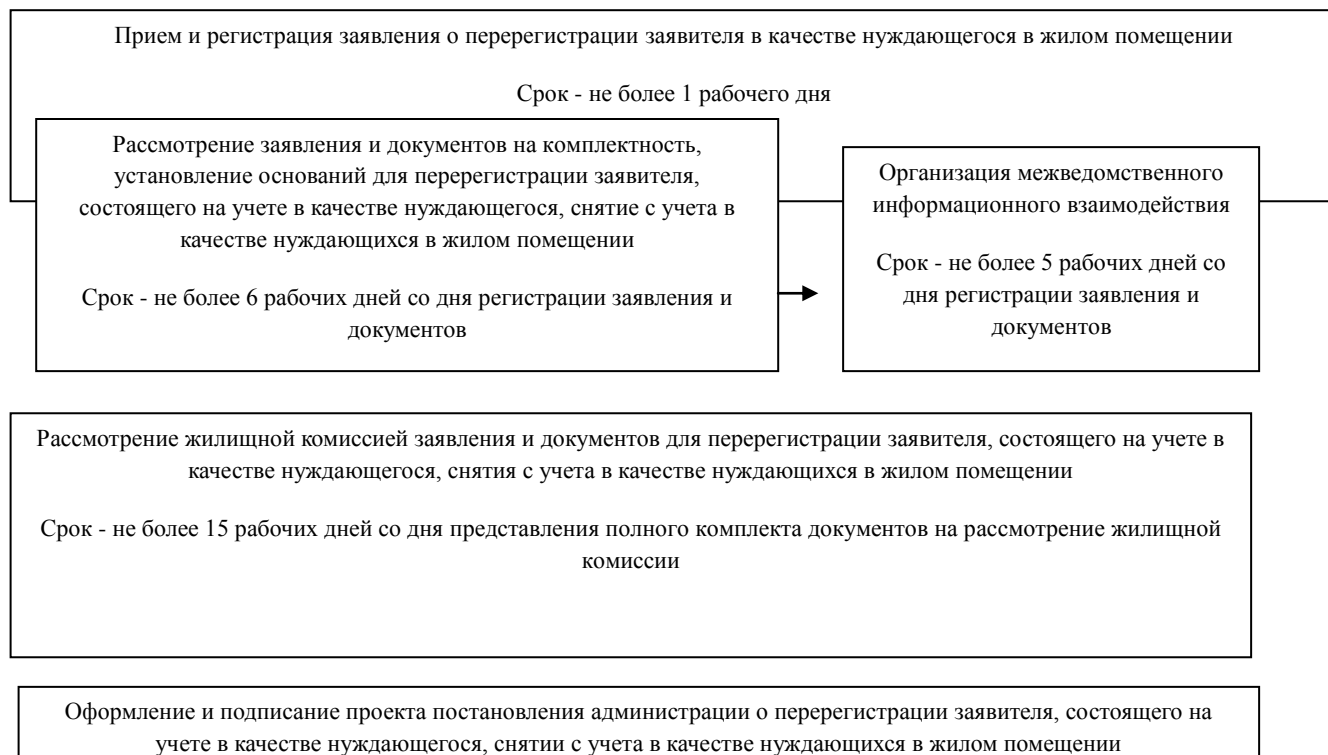 Прием и регистрация заявления о перерегистрации заявителя в качестве нуждающегося в жилом помещении
Срок - не более 1 рабочего дня
Рассмотрение заявления и документов на комплектность,
установление оснований для перерегистрации заявителя,
состоящего на учете в качестве нуждающегося, снятие с учета в
качестве нуждающихся в жилом помещении
Срок - не более 6 рабочих дней со дня регистрации заявления и
документов
Организация межведомственного
информационного взаимодействия
Срок - не более 5 рабочих дней со
дня регистрации заявления и
документов
Рассмотрение жилищной комиссией заявления и документов для перерегистрации заявителя, состоящего на учете в
качестве нуждающегося, снятия с учета в качестве нуждающихся в жилом помещении
Срок - не более 15 рабочих дней со дня представления полного комплекта документов на рассмотрение жилищной
комиссии
Оформление и подписание проекта постановления администрации о перерегистрации заявителя, состоящего на
учете в качестве нуждающегося, снятии с учета в качестве нуждающихся в жилом помещении